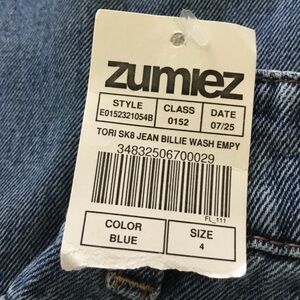 zumiez
STYLE CLASS DATE
E0152321054B 0152 07/25
TORI SK8 JEAN BILLIE WASH EMPY
34832506700029
FL_111
COLOR SIZE
BLUE 4